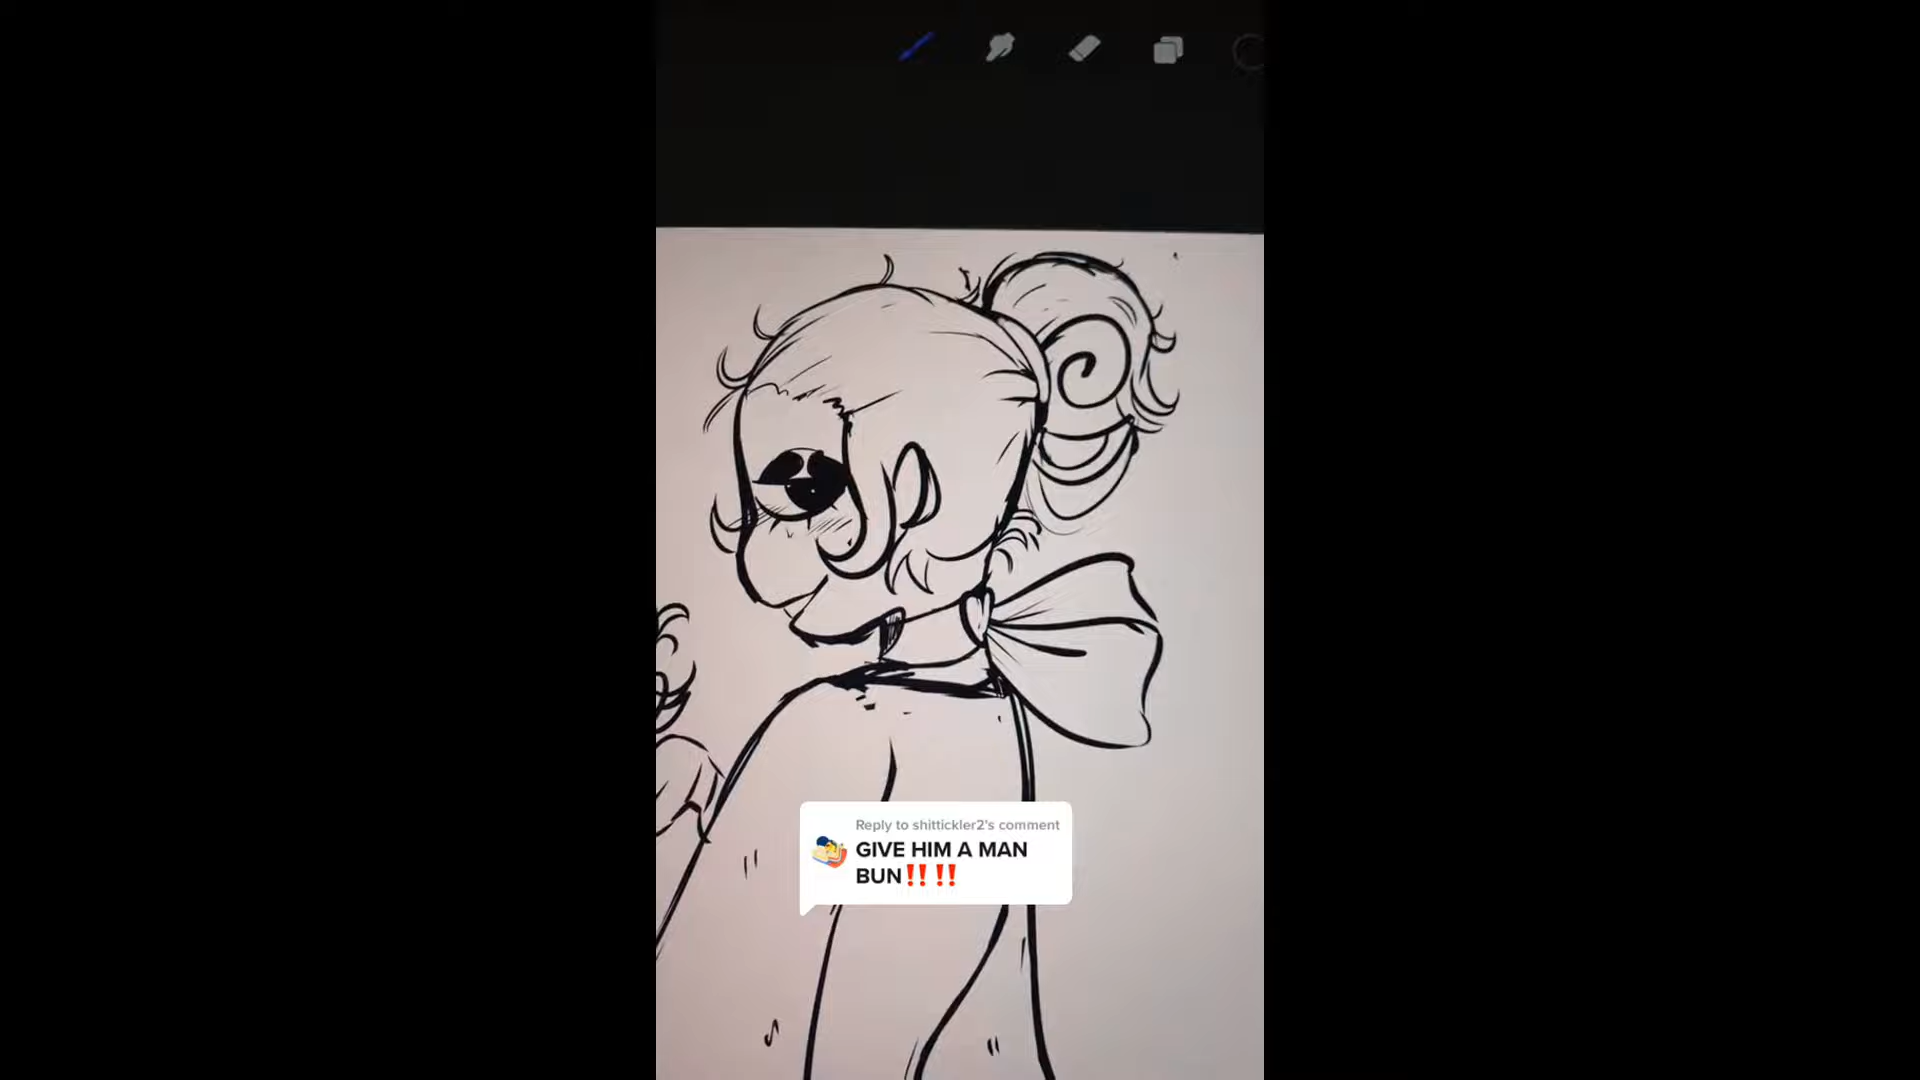 Reply to shittickler2's comment
GIVE HIM A MAN
BUN‼️‼️